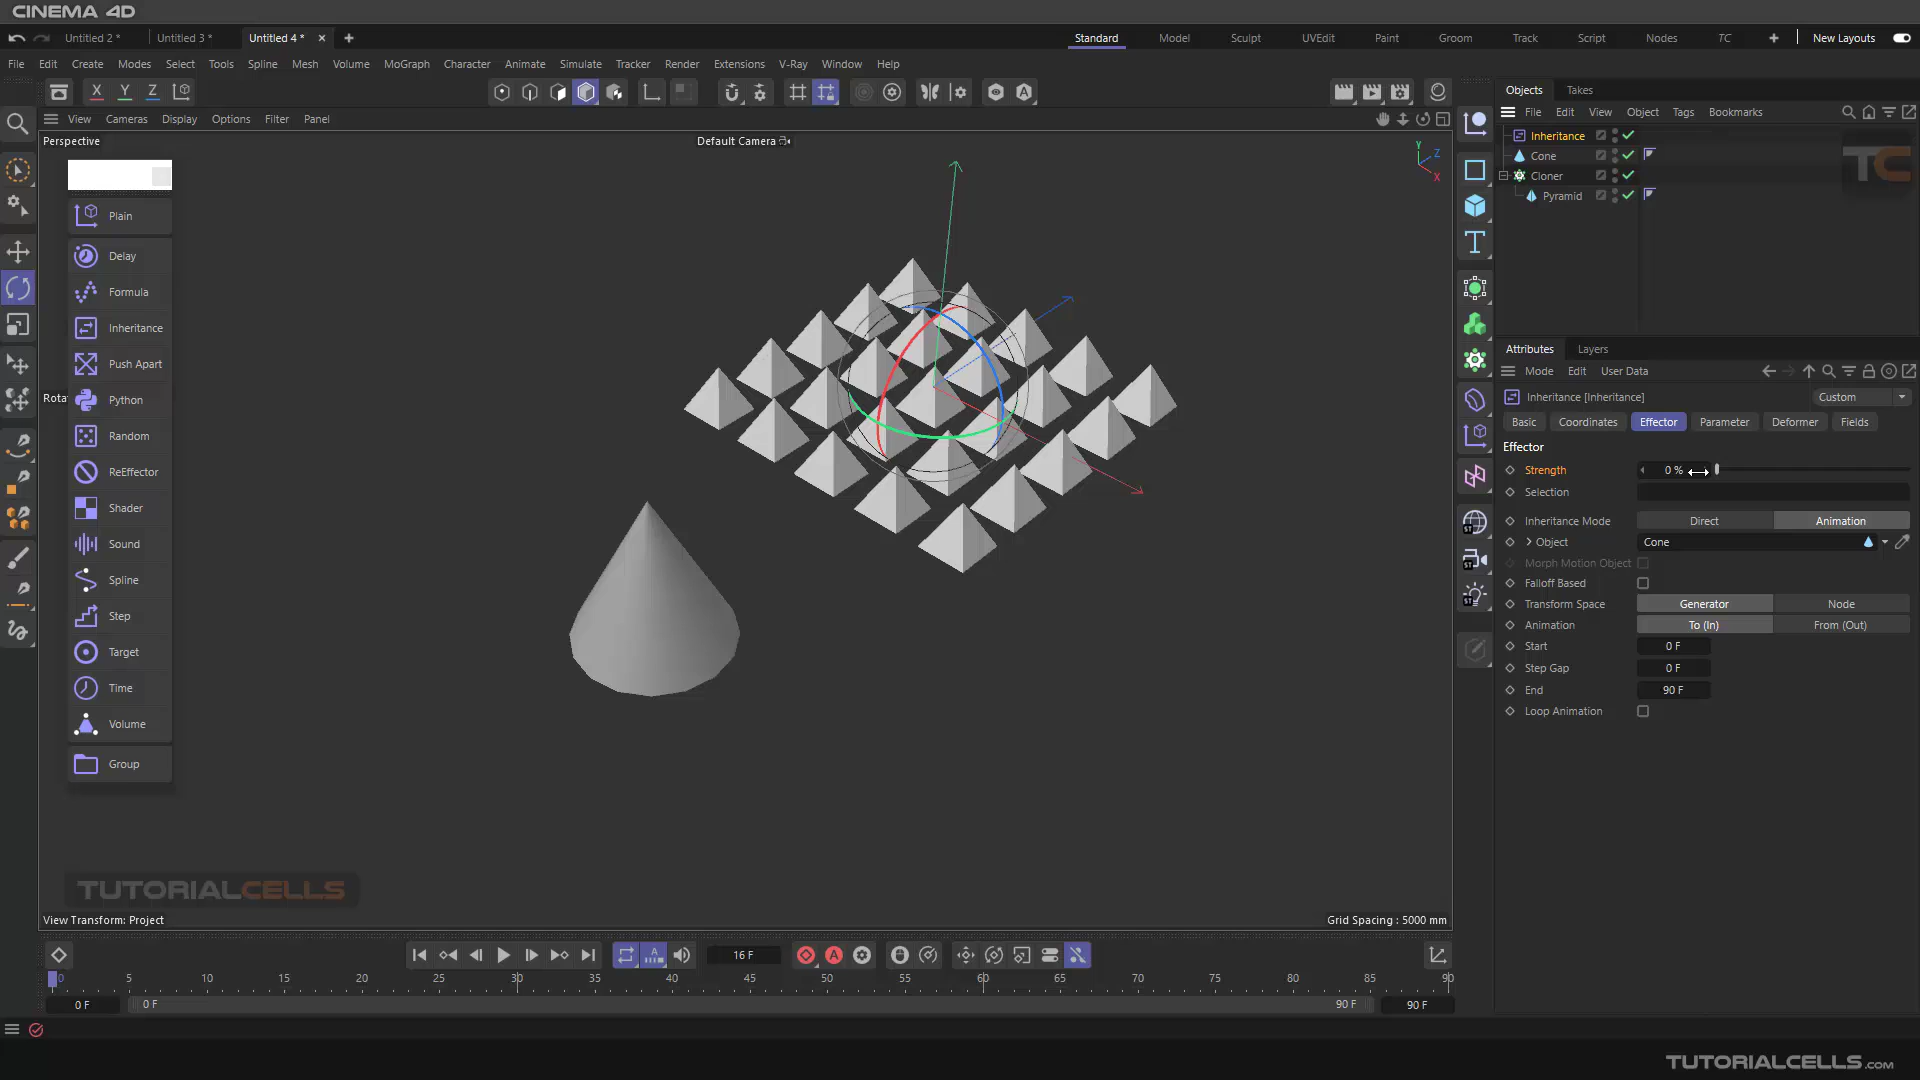 CINEMA 4D
Untitled 2 *
Untitled 3 *
Untitled 4 *
Standard
Model
Sculpt
UVEdit
Paint
Groom
Track
Script
Nodes
TC
New Layouts
File Edit Create Modes Select Tools Spline Mesh Volume MoGraph Character Animate Simulate Tracker Render Extensions V-Ray Window Help
X Y Z
View Cameras Display Options Filter Panel
Perspective
Default Camera
Y
Z
X
Plain
Delay
Formula
Inheritance
Push Apart
Rota
Python
Random
ReEffector
Shader
Sound
Spline
Step
Target
Time
Volume
Group
TUTORIALCELLS
View Transform: Project
Grid Spacing : 5000 mm
Objects Takes
File Edit View Object Tags Bookmarks
Inheritance
Cone
Cloner
Pyramid
TC
Attributes Layers
Mode Edit User Data
Inheritance [Inheritance]
Custom
Basic Coordinates Effector Parameter Deformer Fields
Effector
Strength 0 %
Selection
Inheritance Mode Direct Animation
Object Cone
Morph Motion Object
Falloff Based
Transform Space Generator Node
Animation To (In) From (Out)
Start 0 F
Step Gap 0 F
End 90 F
Loop Animation
16 F
0 5 10 15 20 25 30 35 40 45 50 55 60 65 70 75 80 85 90
0 F
0 F
90 F
90 F
TUTORIALCELLS.com